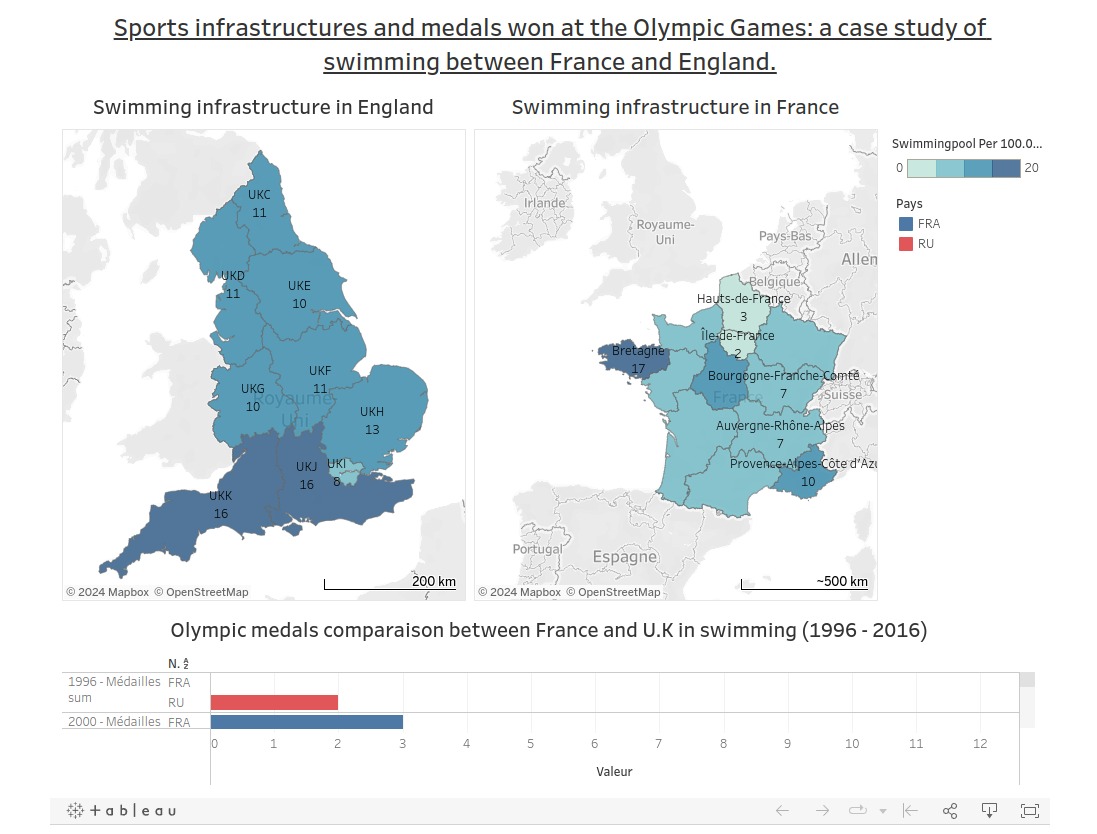 Sports infrastructures and medals won at the Olympic Games: a case study of
swimming between France and England.
Swimming infrastructure in England
Swimming infrastructure in France
UKC
11
UKD
11
UKE
10
UKF
11
UKG
10
Royaume-
Uni
UKH
13
UKI
8
UKJ
16
UKK
16
200 km
© 2024 Mapbox © OpenStreetMap
Irlande
Royaume-
Uni
Pays-Bas
Allen
Belgique
Hauts-de-France
3
Île-de-France
2
Bretagne
17
Bourgogne-Franche-Comté
7
France
Suisse
Auvergne-Rhône-Alpes
7
Provence-Alpes-Côte d'Azu
10
Portugal
Espagne
~500 km
© 2024 Mapbox © OpenStreetMap
Swimmingpool Per 100.0...
0 20
Pays
FRA
RU
Olympic medals comparaison between France and U.K in swimming (1996 - 2016)
N.
1996 - Médailles FRA
sum
RU
2000 - Médailles FRA
0 1 2 3 4 5 6 7 8 9 10 11 12
Valeur
+ableau